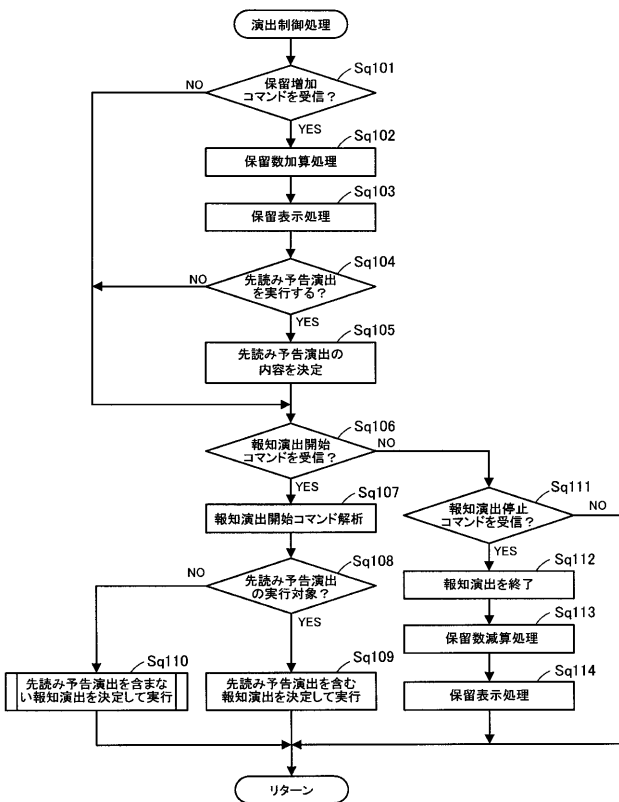 演出制御処理
Sq101
NO
保留増加
コマンドを受信？
YES
Sq102
保留数加算処理
Sq103
保留表示処理
Sq104
NO
先読み予告演出
を実行する？
YES
Sq105
先読み予告演出の
内容を決定
Sq106
報知演出開始
コマンドを受信？
NO
YES
Sq107
報知演出開始コマンド解析
Sq111
報知演出停止
コマンドを受信？
NO
YES
Sq108
NO
先読み予告演出
の実行対象？
YES
Sq112
報知演出を終了
Sq113
保留数減算処理
Sq110
先読み予告演出を含まな
い報知演出を決定して実行
Sq109
先読み予告演出を含む
報知演出を決定して実行
Sq114
保留表示処理
リターン